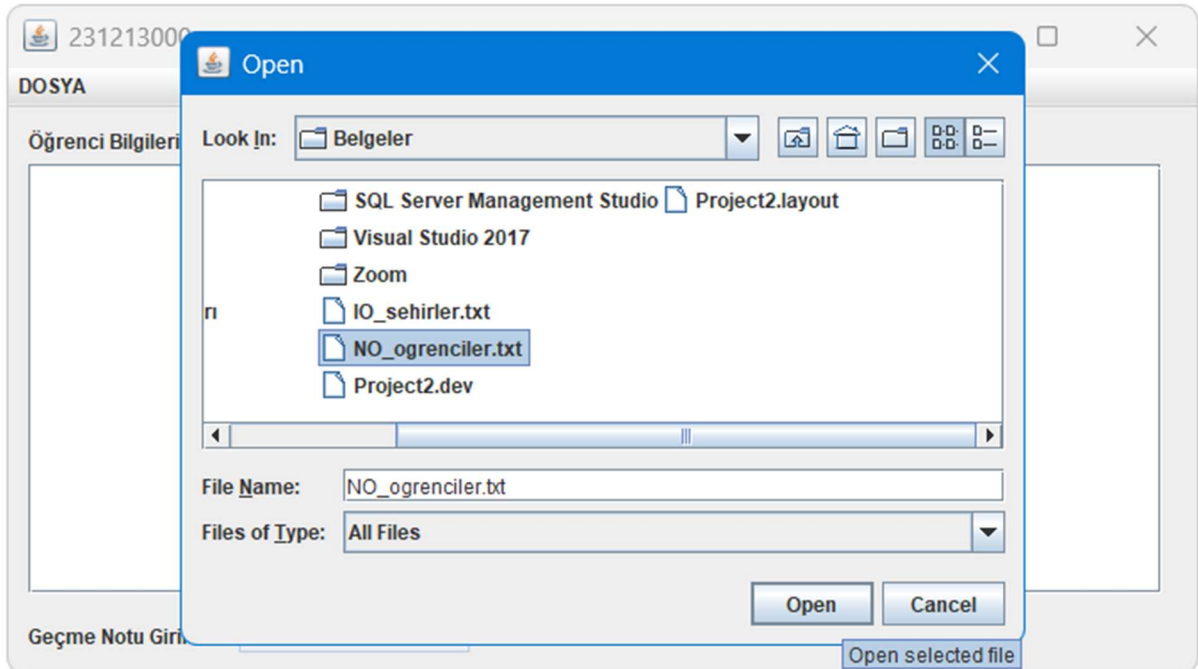 231213000
Open
DOSYA
Öğrenci Bilgileri
Look In: Belgeler
SQL Server Management Studio Project2.layout
Visual Studio 2017
Zoom
rı IO_sehirler.txt
NO_ogrenciler.txt
Project2.dev
File Name: NO_ogrenciler.txt
Files of Type: All Files
Open Cancel
Geçme Notu
Open selected file